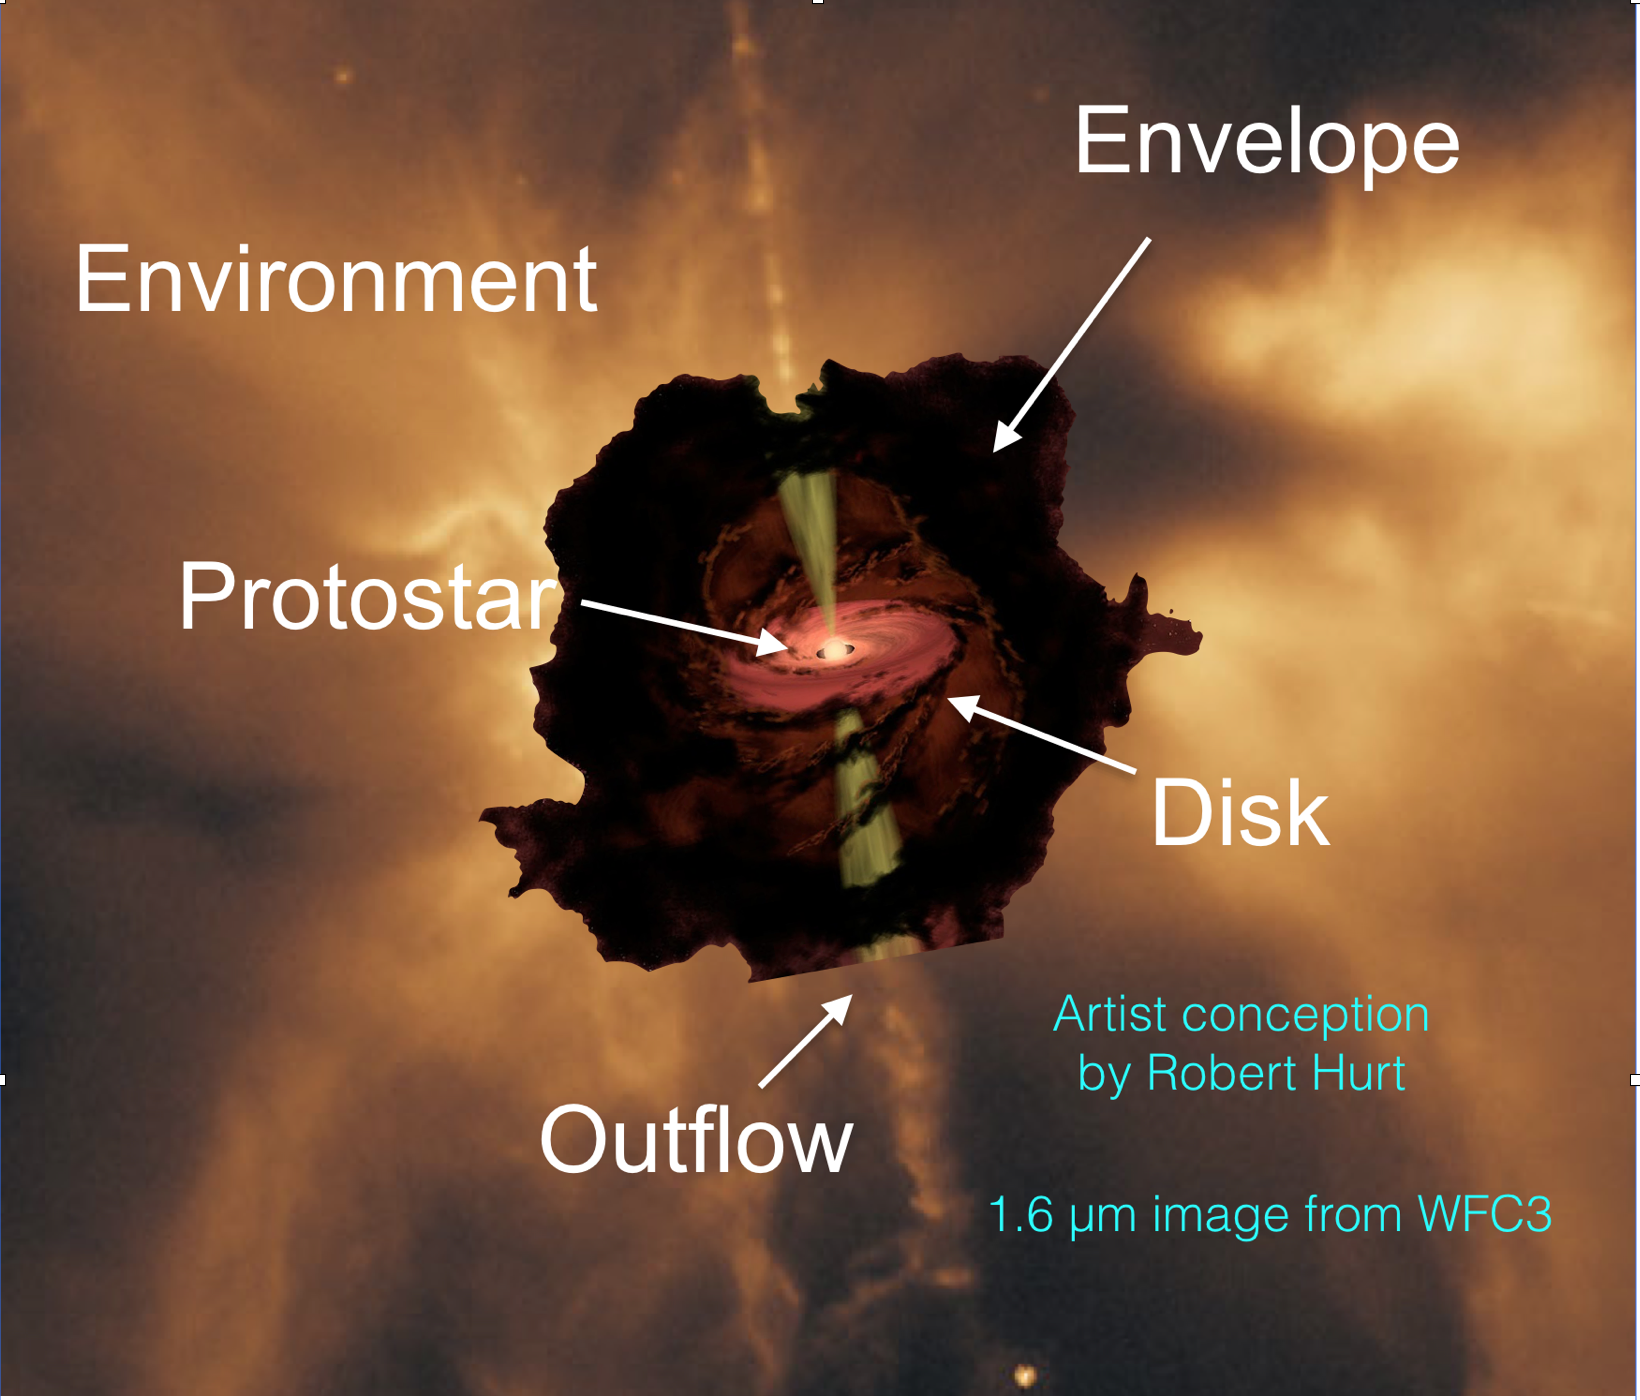 Envelope
Environment
Protostar
Disk
Artist conception
by Robert Hurt
Outflow
1.6 µm image from WFC3